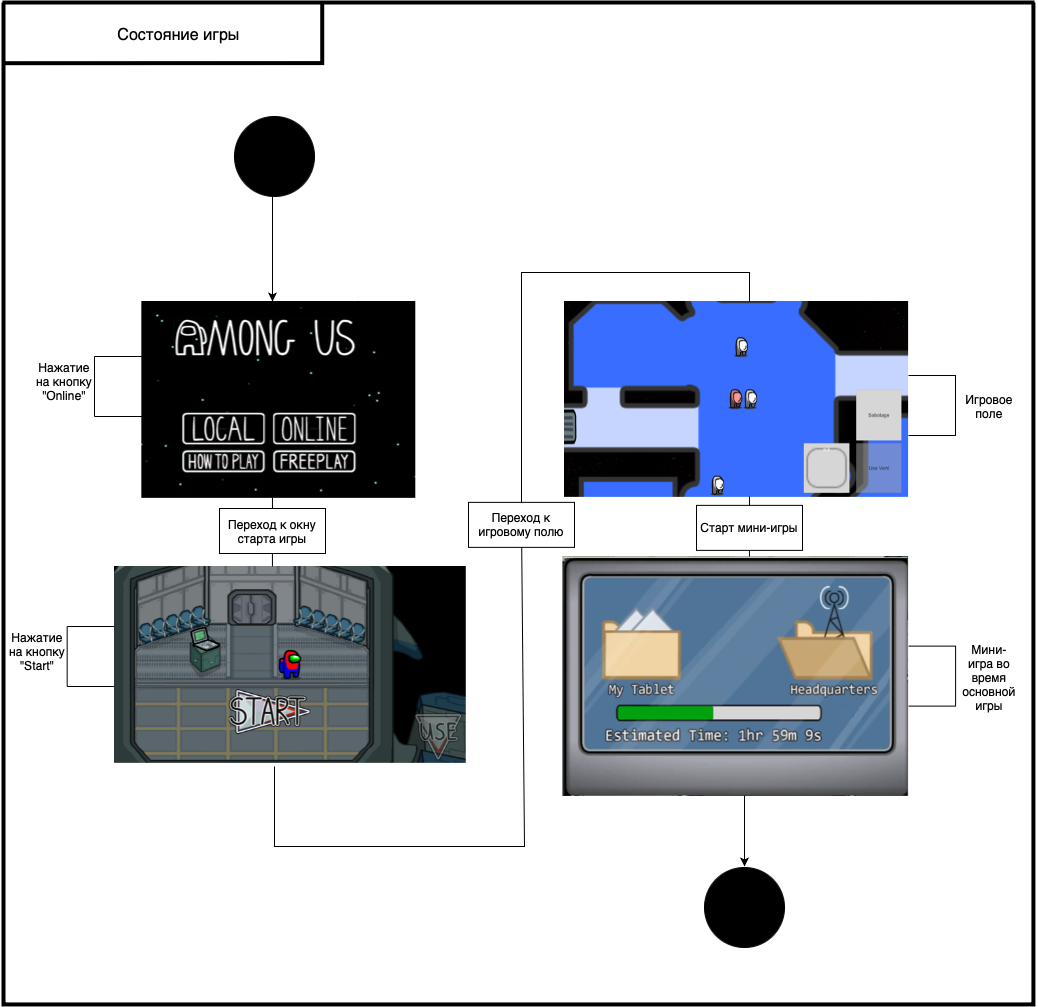 Состояние игры
AMONG US
LOCAL
ONLINE
HOW TO PLAY
FREEPLAY
Нажатие
на кнопку
"Online"
Переход к окну
старта игры
START
USE
Нажатие
на кнопку
"Start"
Переход к
игровому полю
Sabotage
Use Vent
Игровое
поле
Старт мини-игры
My Tablet
Headquarters
Estimated Time: 1hr 59m 9s
Мини-
игра во
время
основной
игры